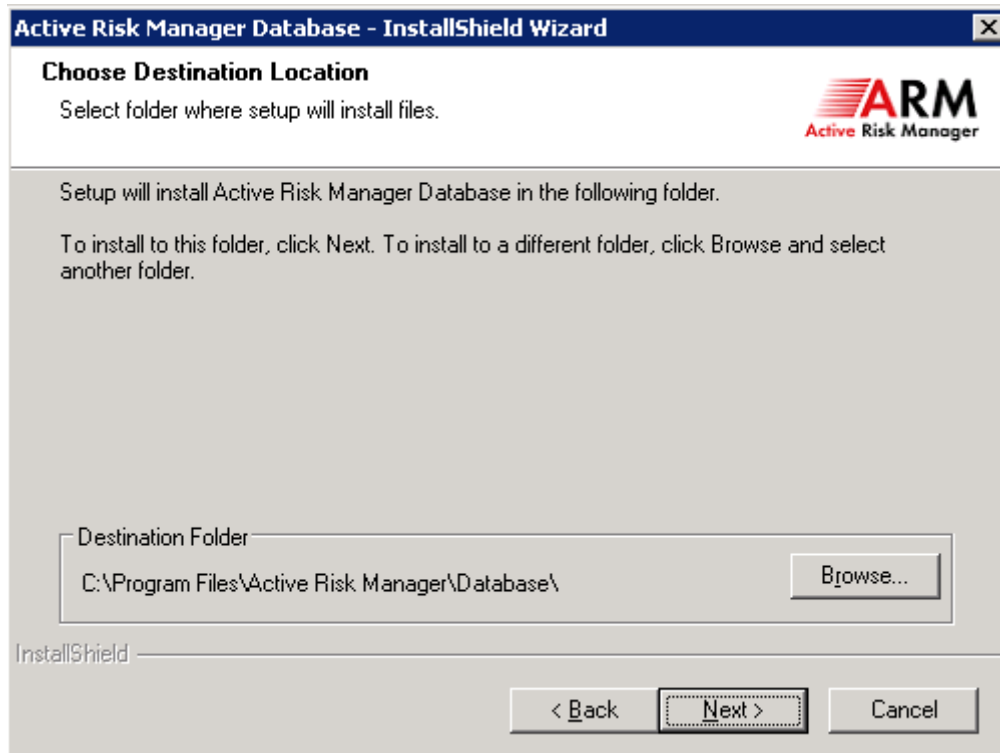 Active Risk Manager Database - InstallShield Wizard
Choose Destination Location
Select folder where setup will install files.
ARM
Active Risk Manager
Setup will install Active Risk Manager Database in the following folder.
To install to this folder, click Next. To install to a different folder, click Browse and select
another folder.
Destination Folder
C:\Program Files\Active Risk Manager\Database\
Browse...
InstallShield
< Back
Next >
Cancel